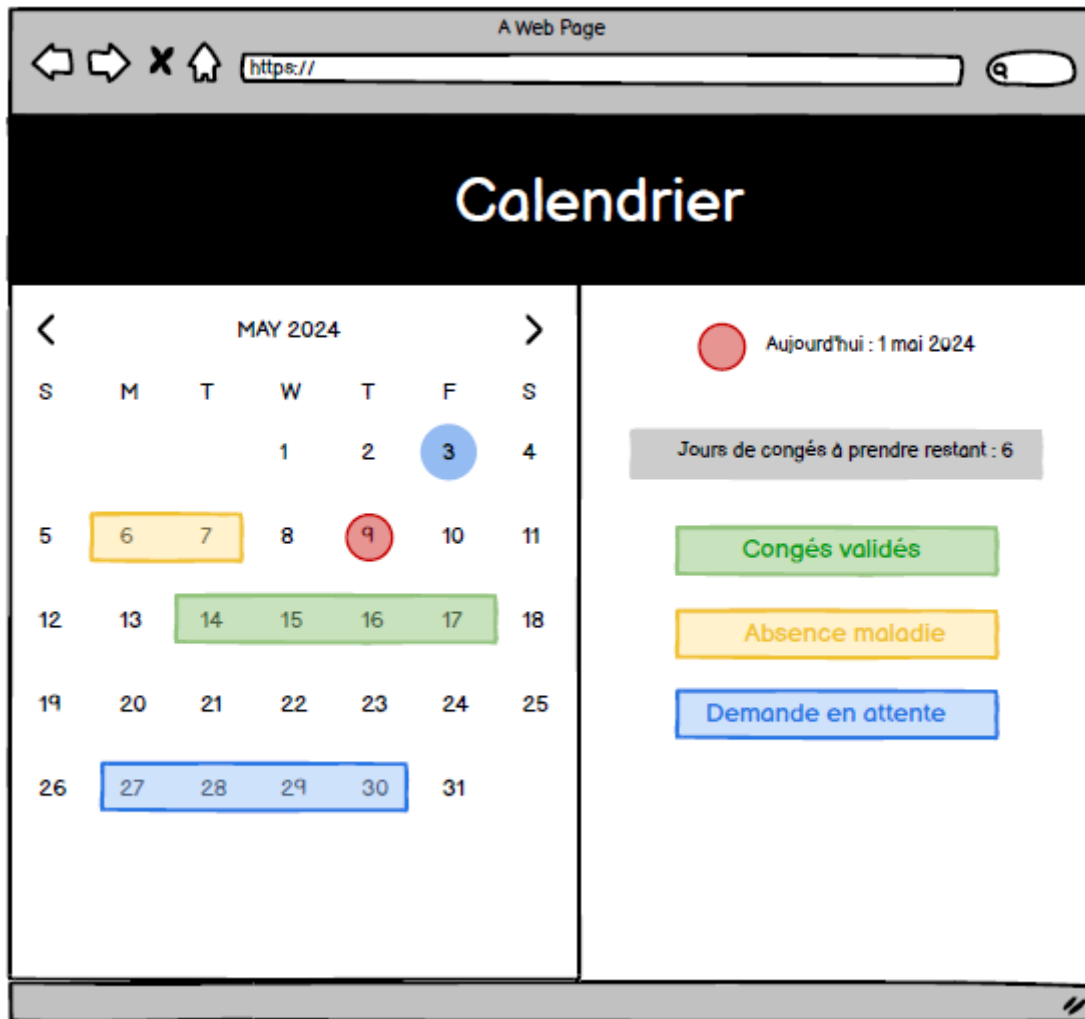 A Web Page
https://
Calendrier
MAY 2024
S M T W T F S
1 2 3 4
5 6 7 8 9 10 11
12 13 14 15 16 17 18
19 20 21 22 23 24 25
26 27 28 29 30 31
Aujourd'hui : 1 mai 2024
Jours de congés à prendre restant : 6
Congés validés
Absence maladie
Demande en attente